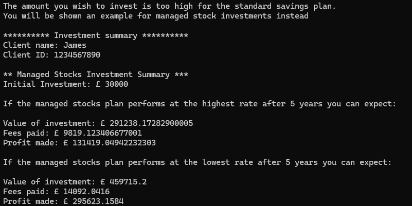 The amount you wish to invest is too high for the standard savings plan.
You will be shown an example for managed stock investments instead
********** Investment summary **********
Client name: James
Client ID: 1234567890
** Managed Stocks Investment Summary ***
Initial Investment: £ 30000
If the managed stocks plan performs at the highest rate after 5 years you can expect:
Value of investment: £ 291238.17282900005
Fees paid: £ 9819.123406677001
Profit made: £ 131419.04942232303
If the managed stocks plan performs at the lowest rate after 5 years you can expect:
Value of investment: £ 459715.2
Fees paid: £ 14092.0416
Profit made: £ 295623.1584